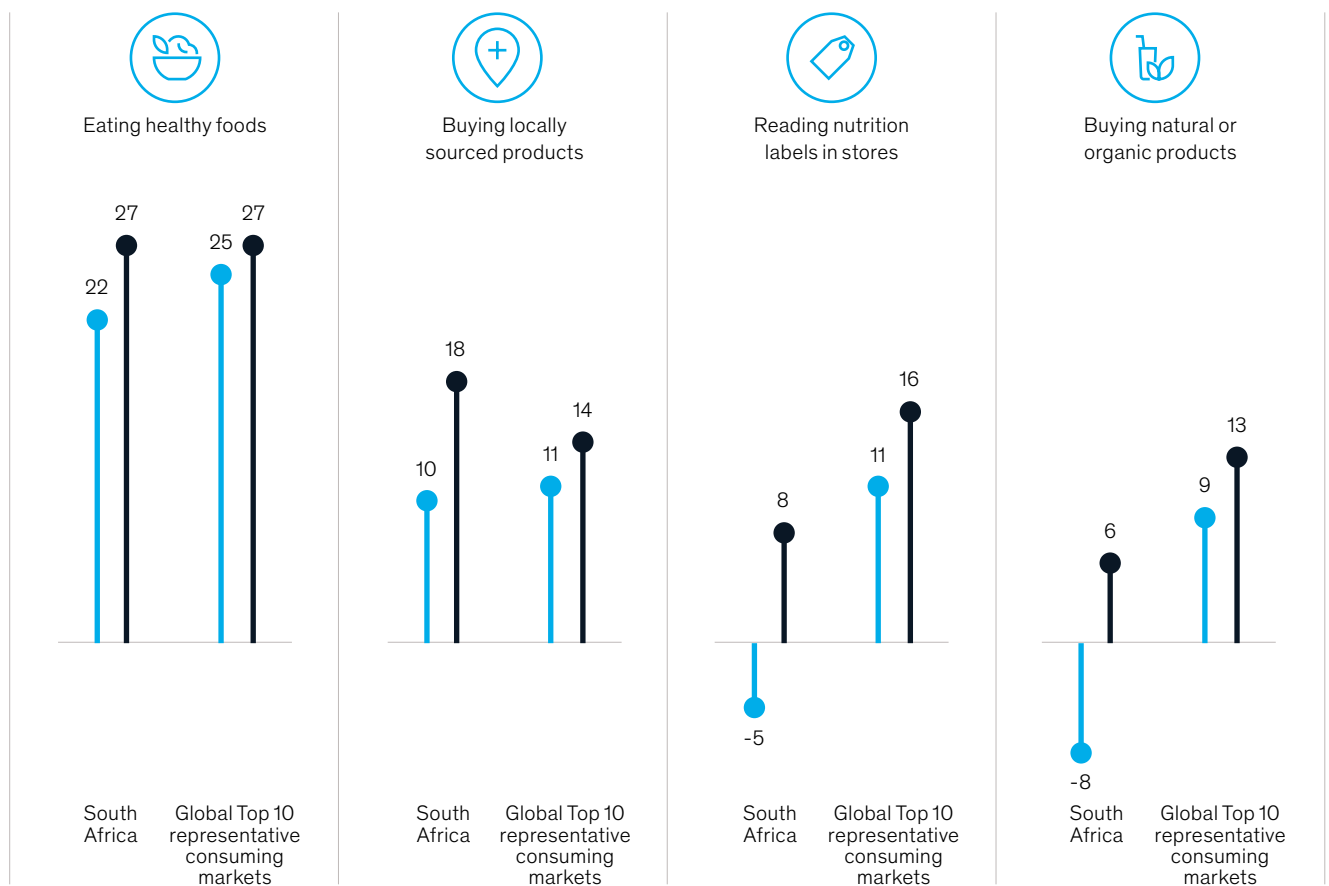 Eating healthy foods
27
27
25
22
South
Africa
Global Top 10
representative
consuming
markets
Buying locally
sourced products
18
14
11
10
South
Africa
Global Top 10
representative
consuming
markets
Reading nutrition
labels in stores
16
11
8
-5
South
Africa
Global Top 10
representative
consuming
markets
Buying natural or
organic products
13
9
6
-8
South
Africa
Global Top 10
representative
consuming
markets